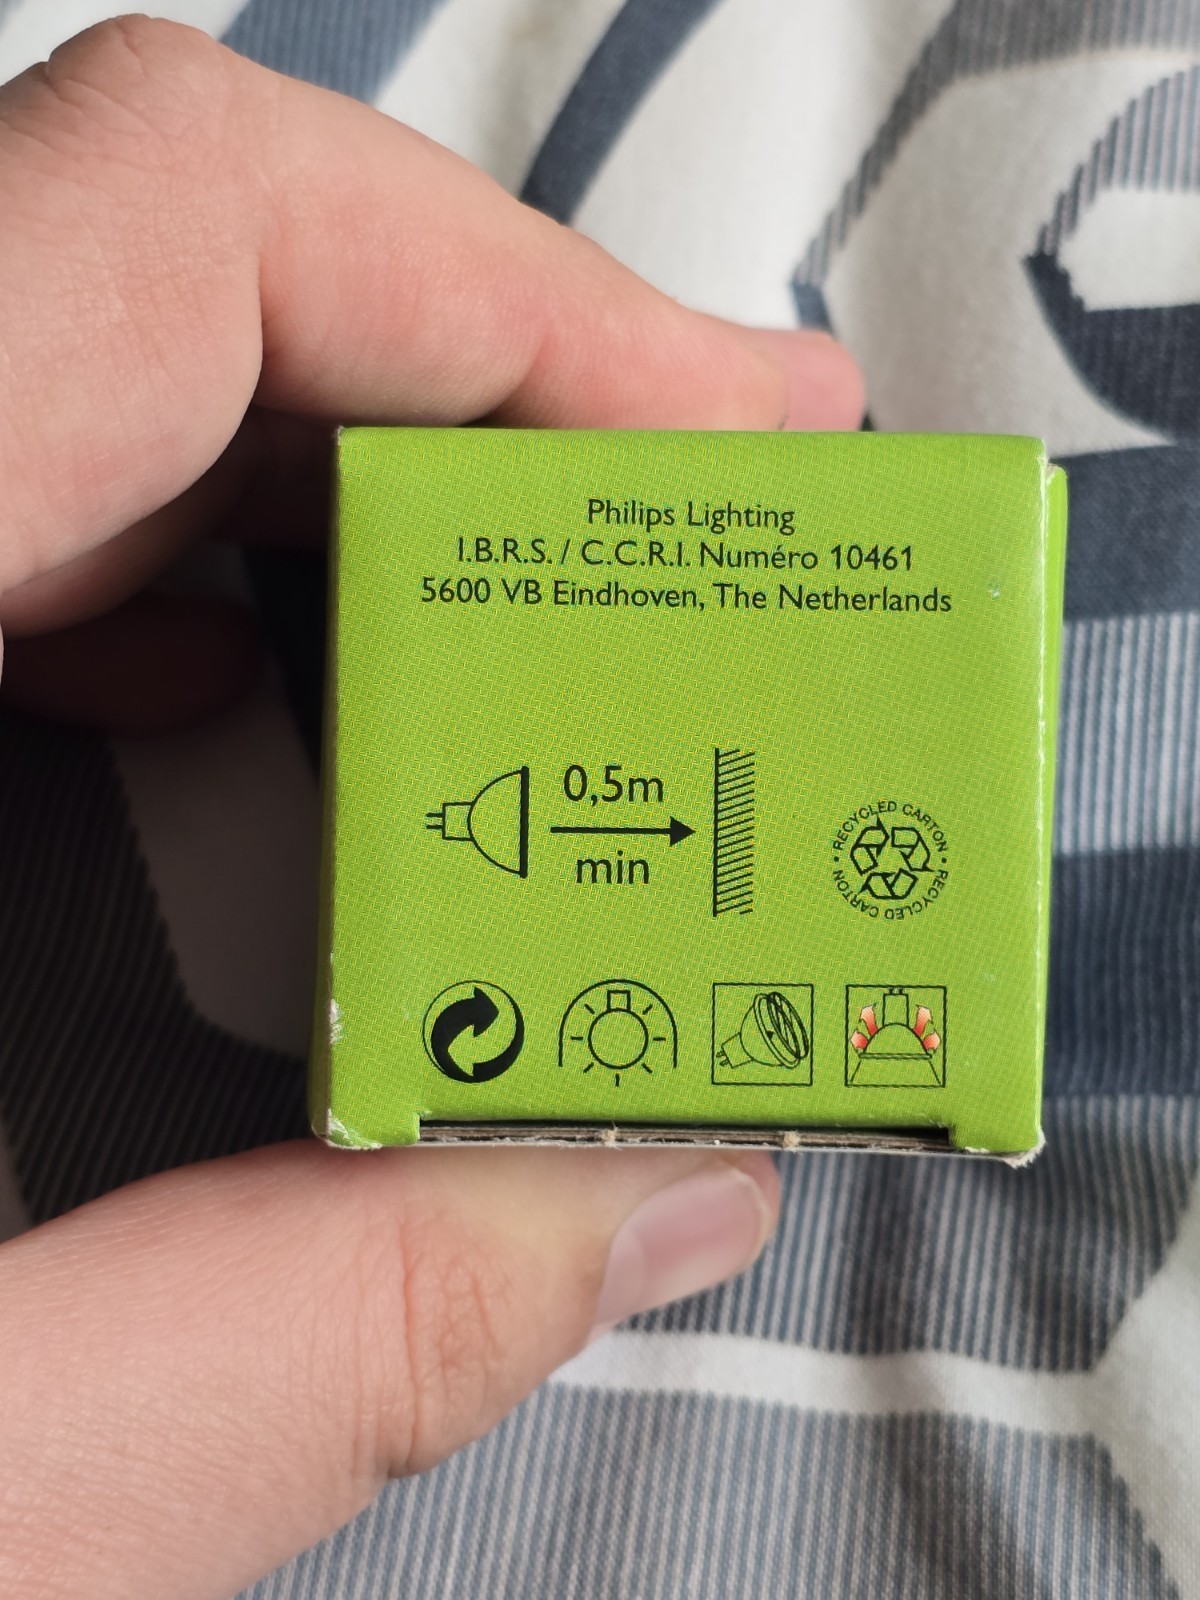 Philips Lighting
I.B.R.S. / C.C.R.I. Numéro 10461
5600 VB Eindhoven, The Netherlands
0,5m
min
RECYCLED CARTON • RECYCLED CARTON •